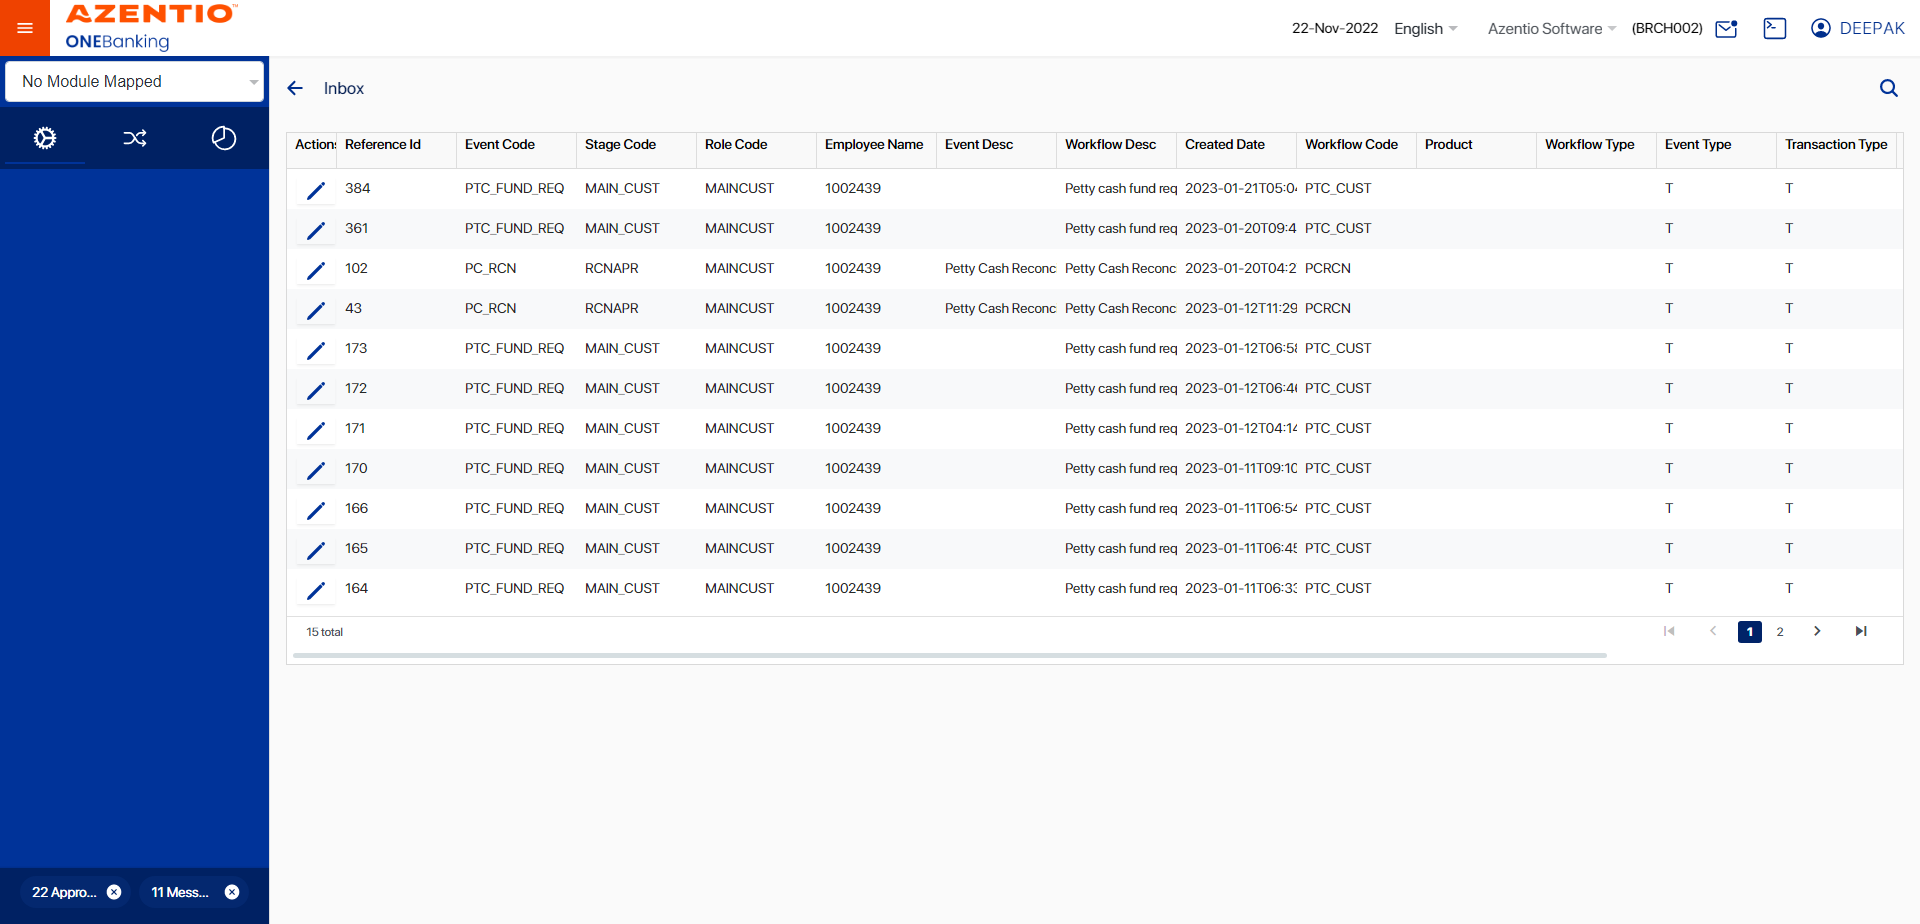 AZENTIO™
ONEBanking
22-Nov-2022 English Azentio Software (BRCH002) DEEPAK
No Module Mapped
Inbox
Actions Reference Id Event Code Stage Code Role Code Employee Name Event Desc Workflow Desc Created Date Workflow Code Product Workflow Type Event Type Transaction Type
384 PTC_FUND_REQ MAIN_CUST MAINCUST 1002439 Petty cash fund req 2023-01-21T05:04 PTC_CUST T T
361 PTC_FUND_REQ MAIN_CUST MAINCUST 1002439 Petty cash fund req 2023-01-20T09:4 PTC_CUST T T
102 PC_RCN RCNAPR MAINCUST 1002439 Petty Cash Reconc Petty Cash Reconc 2023-01-20T04:2 PCRCN T T
43 PC_RCN RCNAPR MAINCUST 1002439 Petty Cash Reconc Petty Cash Reconc 2023-01-12T11:29 PCRCN T T
173 PTC_FUND_REQ MAIN_CUST MAINCUST 1002439 Petty cash fund req 2023-01-12T06:58 PTC_CUST T T
172 PTC_FUND_REQ MAIN_CUST MAINCUST 1002439 Petty cash fund req 2023-01-12T06:46 PTC_CUST T T
171 PTC_FUND_REQ MAIN_CUST MAINCUST 1002439 Petty cash fund req 2023-01-12T04:14 PTC_CUST T T
170 PTC_FUND_REQ MAIN_CUST MAINCUST 1002439 Petty cash fund req 2023-01-11T09:10 PTC_CUST T T
166 PTC_FUND_REQ MAIN_CUST MAINCUST 1002439 Petty cash fund req 2023-01-11T06:54 PTC_CUST T T
165 PTC_FUND_REQ MAIN_CUST MAINCUST 1002439 Petty cash fund req 2023-01-11T06:45 PTC_CUST T T
164 PTC_FUND_REQ MAIN_CUST MAINCUST 1002439 Petty cash fund req 2023-01-11T06:33 PTC_CUST T T
15 total 1 2
22 Appro... 11 Mess...